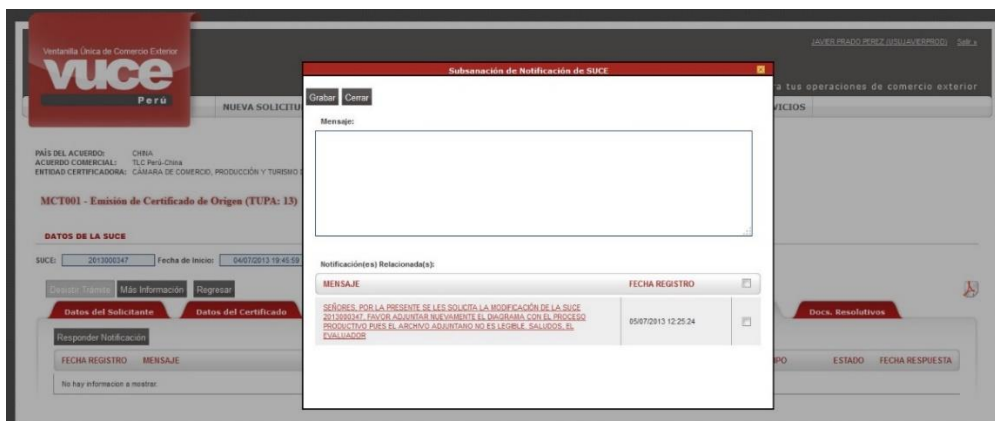 Ventanilla Única de Comercio Exterior
vuce
Perú
JAVIER PRADO PEREZ (USUJAVIERPROD) Salir »
a tus operaciones de comercio exterior
NUEVA SOLICITU
VICIOS
PAÍS DEL ACUERDO: CHINA
ACUERDO COMERCIAL: TLC Perú-China
ENTIDAD CERTIFICADORA: CÁMARA DE COMERCIO, PRODUCCIÓN Y TURISMO
MCT001 - Emisión de Certificado de Origen (TUPA: 13)
DATOS DE LA SUCE
SUCE: 2013000347 Fecha de Inicio: 04/07/2013 19:45:59
Desistir Trámite Más Información Regresar
Datos del Solicitante Datos del Certificado Docs. Resolutivos
Responder Notificación
FECHA REGISTRO MENSAJE IPO ESTADO FECHA RESPUESTA
No hay informacion a mostrar.
Subsanación de Notificación de SUCE
Grabar Cerrar
Mensaje:
Notificación(es) Relacionada(s):
MENSAJE FECHA REGISTRO
SEÑORES, POR LA PRESENTE SE LES SOLICITA LA MODIFICACIÓN DE LA SUCE
2013000347. FAVOR ADJUNTAR NUEVAMENTE EL DIAGRAMA CON EL PROCESO
PRODUCTIVO PUES EL ARCHIVO ADJUNTANO NO ES LEGIBLE. SALUDOS, EL
EVALUADOR
05/07/2013 12:25:24